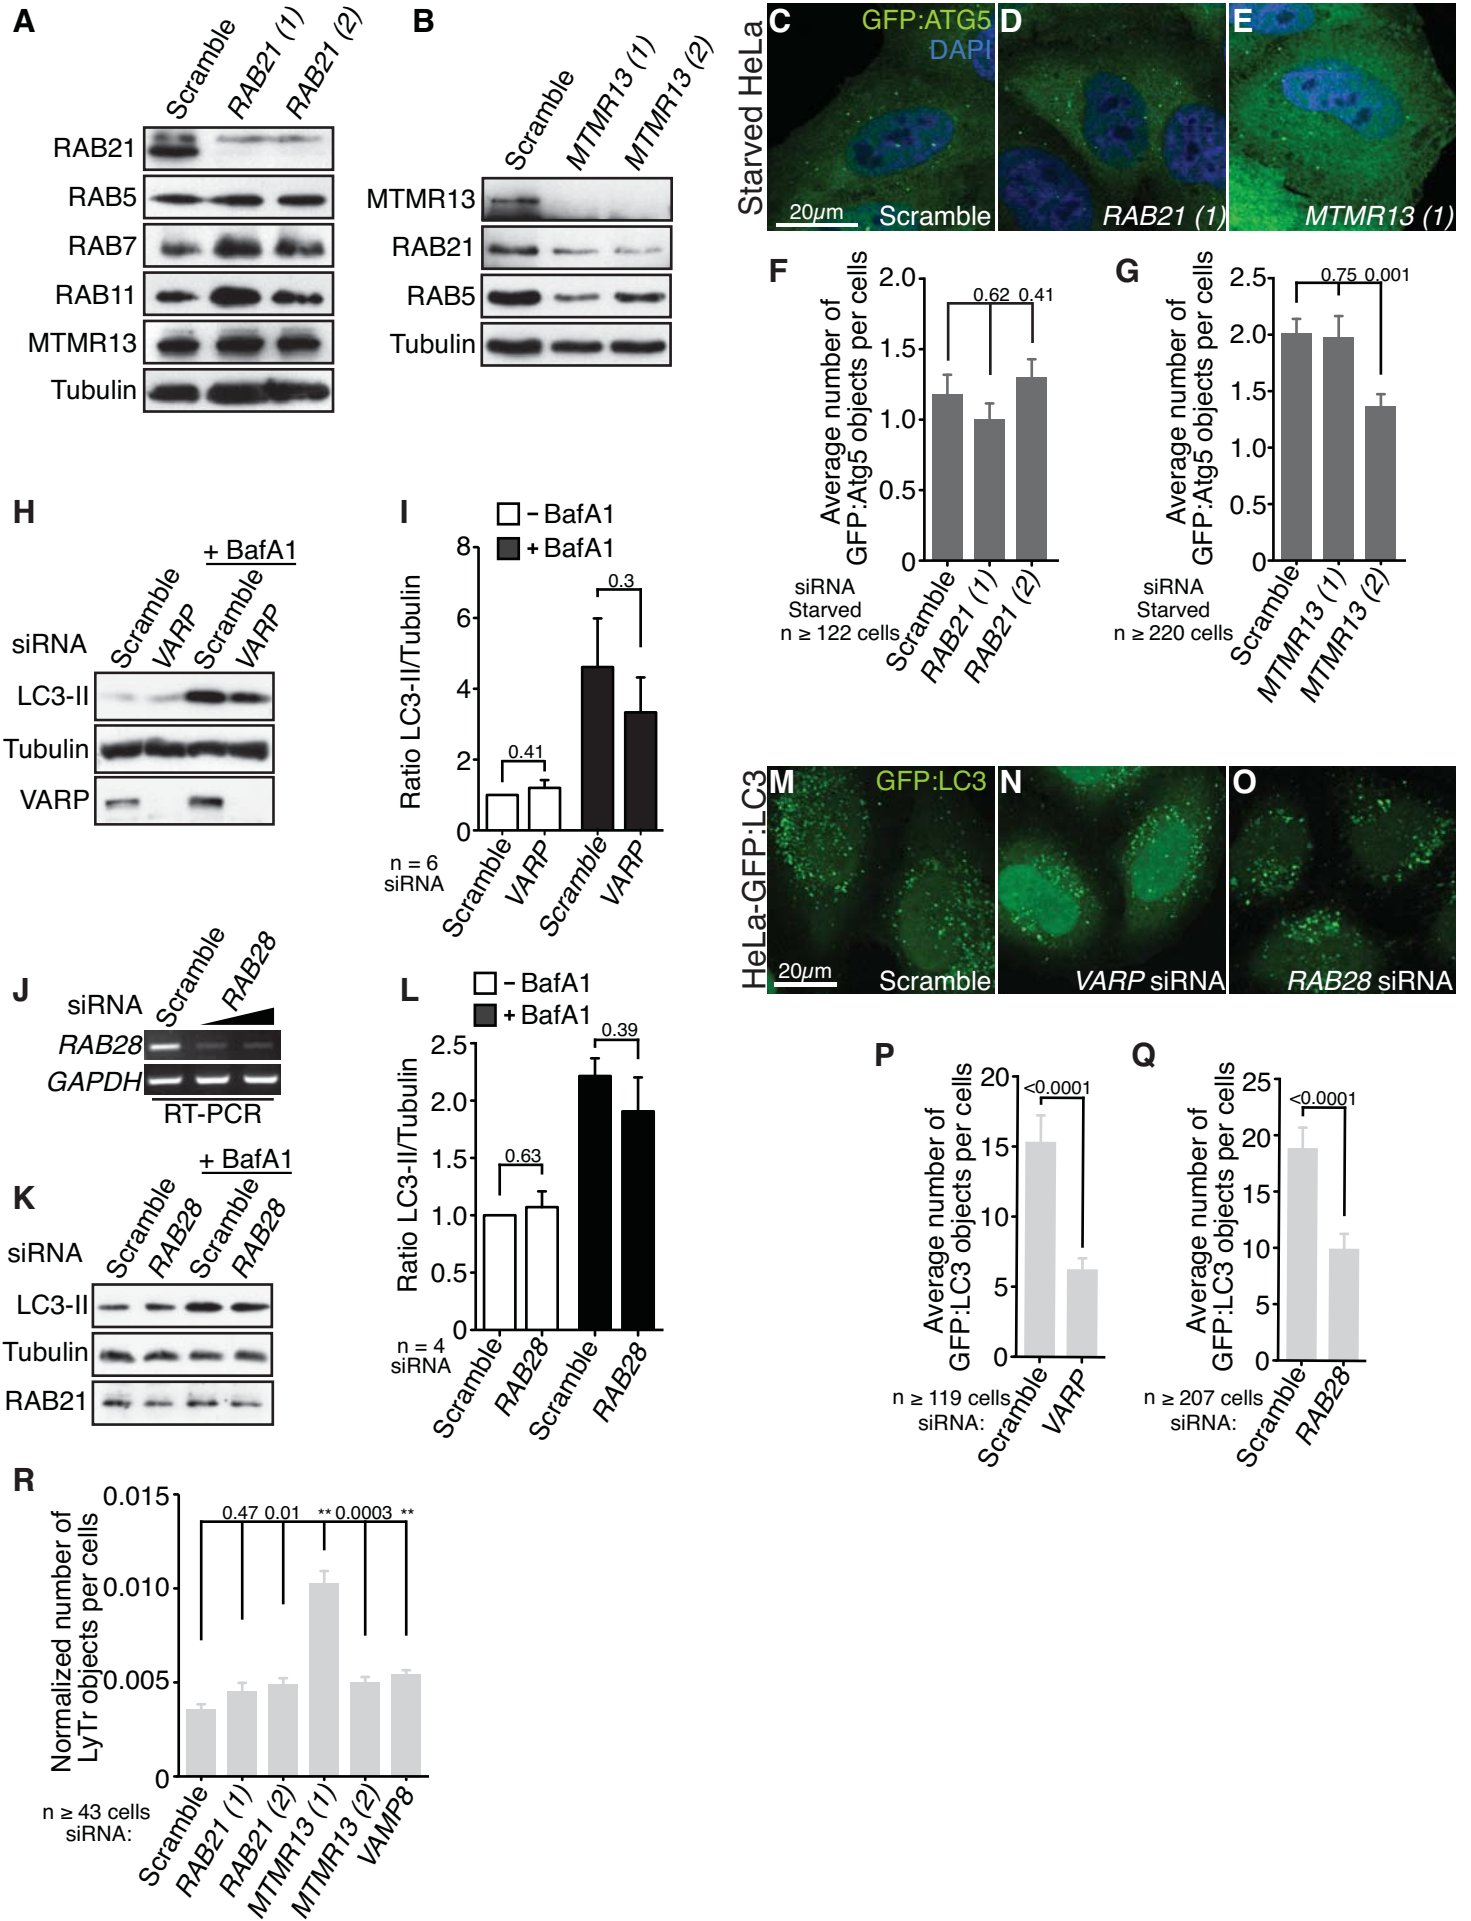 A
Scramble
RAB21 (1)
RAB21 (2)
RAB21
RAB5
RAB7
RAB11
MTMR13
Tubulin
B
Scramble
MTMR13 (1)
MTMR13 (2)
MTMR13
RAB21
RAB5
Tubulin
Starved HeLa
C
GFP:ATG5
DAPI
20µm
Scramble
D
RAB21 (1)
E
MTMR13 (1)
F
Average number of
GFP:Atg5 objects per cells
2.0
1.5
1.0
0.5
0
0.62 0.41
siRNA
Starved
n ≥ 122 cells
Scramble
RAB21 (1)
RAB21 (2)
G
Average number of
GFP:Atg5 objects per cells
2.5
2.0
1.5
1.0
0.5
0
0.75 0.001
siRNA
Starved
n ≥ 220 cells
Scramble
MTMR13 (1)
MTMR13 (2)
H
+ BafA1
siRNA
Scramble
VARP
Scramble
VARP
LC3-II
Tubulin
VARP
I
- BafA1
+ BafA1
Ratio LC3-II/Tubulin
8
6
4
2
0
0.41
0.3
n = 6
siRNA
Scramble
VARP
Scramble
VARP
J
siRNA
Scramble
RAB28
RAB28
GAPDH
RT-PCR
K
+ BafA1
siRNA
Scramble
RAB28
Scramble
RAB28
LC3-II
Tubulin
RAB21
L
- BafA1
+ BafA1
Ratio LC3-II/Tubulin
2.5
2.0
1.5
1.0
0.5
0
0.63
0.39
n = 4
siRNA
Scramble
RAB28
Scramble
RAB28
HeLa-GFP:LC3
M
GFP:LC3
20µm
Scramble
N
VARP siRNA
O
RAB28 siRNA
P
Average number of
GFP:LC3 objects per cells
20
15
10
5
0
<0.0001
n ≥ 119 cells
siRNA:
Scramble
VARP
Q
Average number of
GFP:LC3 objects per cells
25
20
15
10
5
0
<0.0001
n ≥ 207 cells
siRNA:
Scramble
RAB28
R
Normalized number of
LyTr objects per cells
0.015
0.010
0.005
0
0.47 0.01 ** 0.0003 **
n ≥ 43 cells
siRNA:
Scramble
RAB21 (1)
RAB21 (2)
MTMR13 (1)
MTMR13 (2)
VAMP8